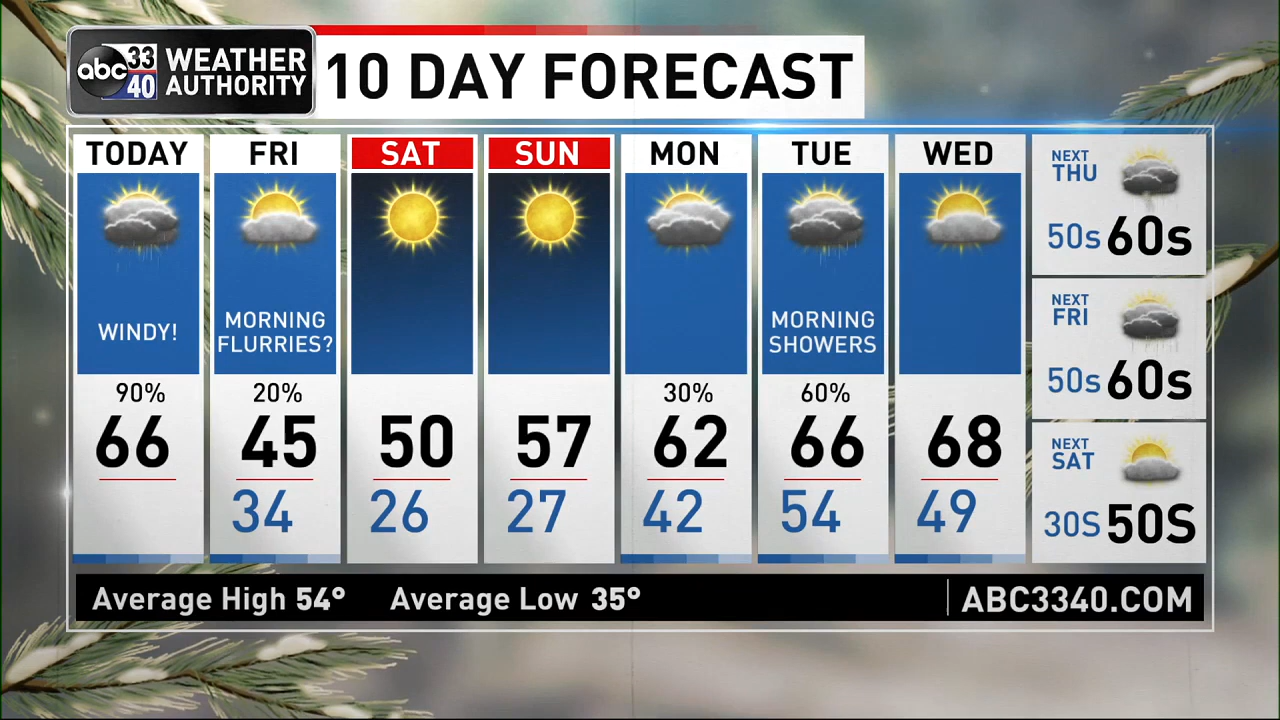 abc 33 40
WEATHER
AUTHORITY
10 DAY FORECAST
TODAY
WINDY!
90%
66
FRI
MORNING
FLURRIES?
20%
45
34
SAT
50
26
SUN
57
27
MON
30%
62
42
TUE
MORNING
SHOWERS
60%
66
54
WED
68
49
NEXT
THU
50s 60s
NEXT
FRI
50s 60s
NEXT
SAT
30S 50S
Average High 54° Average Low 35°
ABC3340.COM